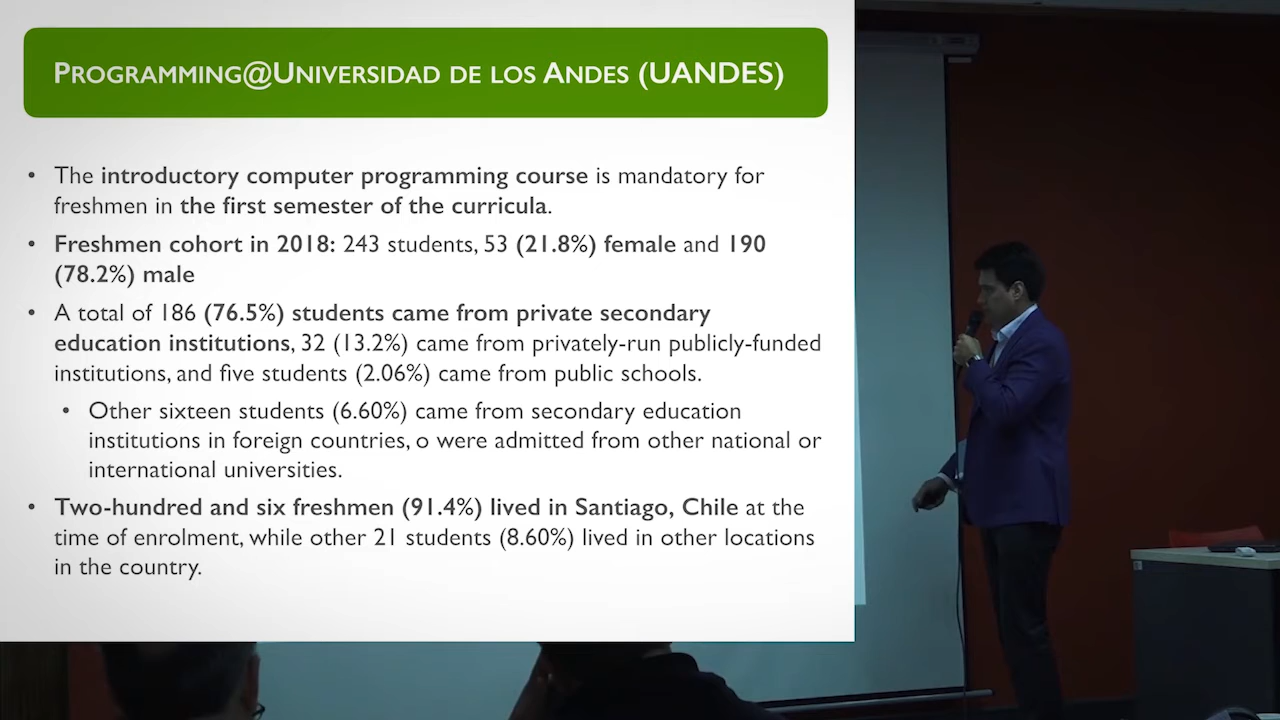 PROGRAMMING@UNIVERSIDAD DE LOS ANDES (UANDES)
• The introductory computer programming course is mandatory for
freshmen in the first semester of the curricula.
• Freshmen cohort in 2018: 243 students, 53 (21.8%) female and 190
(78.2%) male
• A total of 186 (76.5%) students came from private secondary
education institutions, 32 (13.2%) came from privately-run publicly-funded
institutions, and five students (2.06%) came from public schools.
• Other sixteen students (6.60%) came from secondary education
institutions in foreign countries, o were admitted from other national or
international universities.
• Two-hundred and six freshmen (91.4%) lived in Santiago, Chile at the
time of enrolment, while other 21 students (8.60%) lived in other locations
in the country.